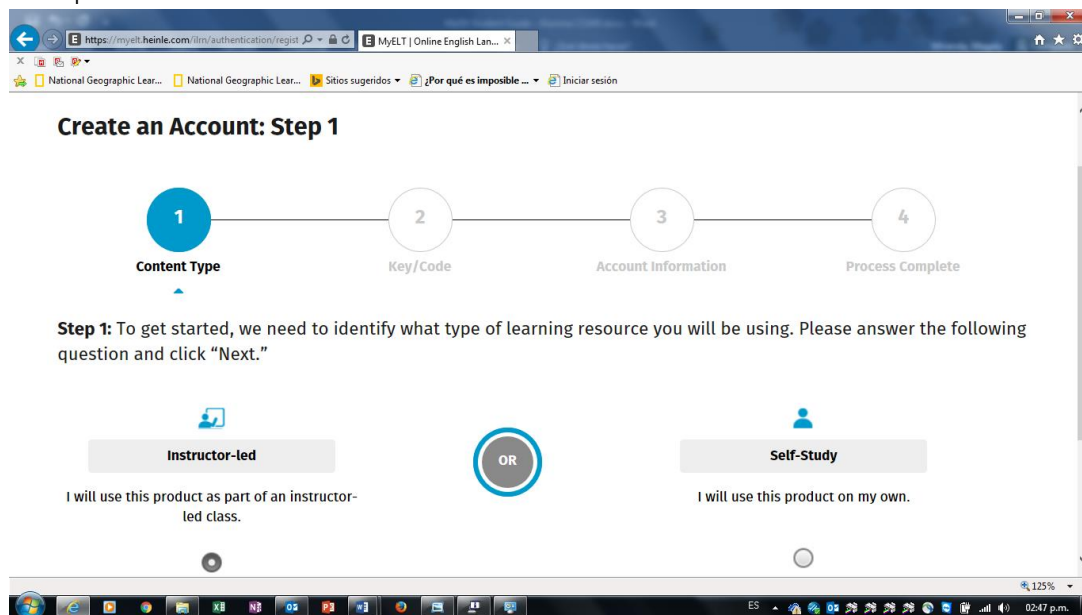 https://myelt.heinle.com/ilrn/authentication/regist
MyELT | Online English Lan...
National Geographic Lear...
National Geographic Lear...
Sitios sugeridos
¿Por qué es imposible ...
Iniciar sesión
Create an Account: Step 1
1
2
3
4
Content Type
Key/Code
Account Information
Process Complete
Step 1: To get started, we need to identify what type of learning resource you will be using. Please answer the following
question and click “Next.”
Instructor-led
OR
Self-Study
I will use this product as part of an instructor-
led class.
I will use this product on my own.
125%
ES
02:47 p.m.